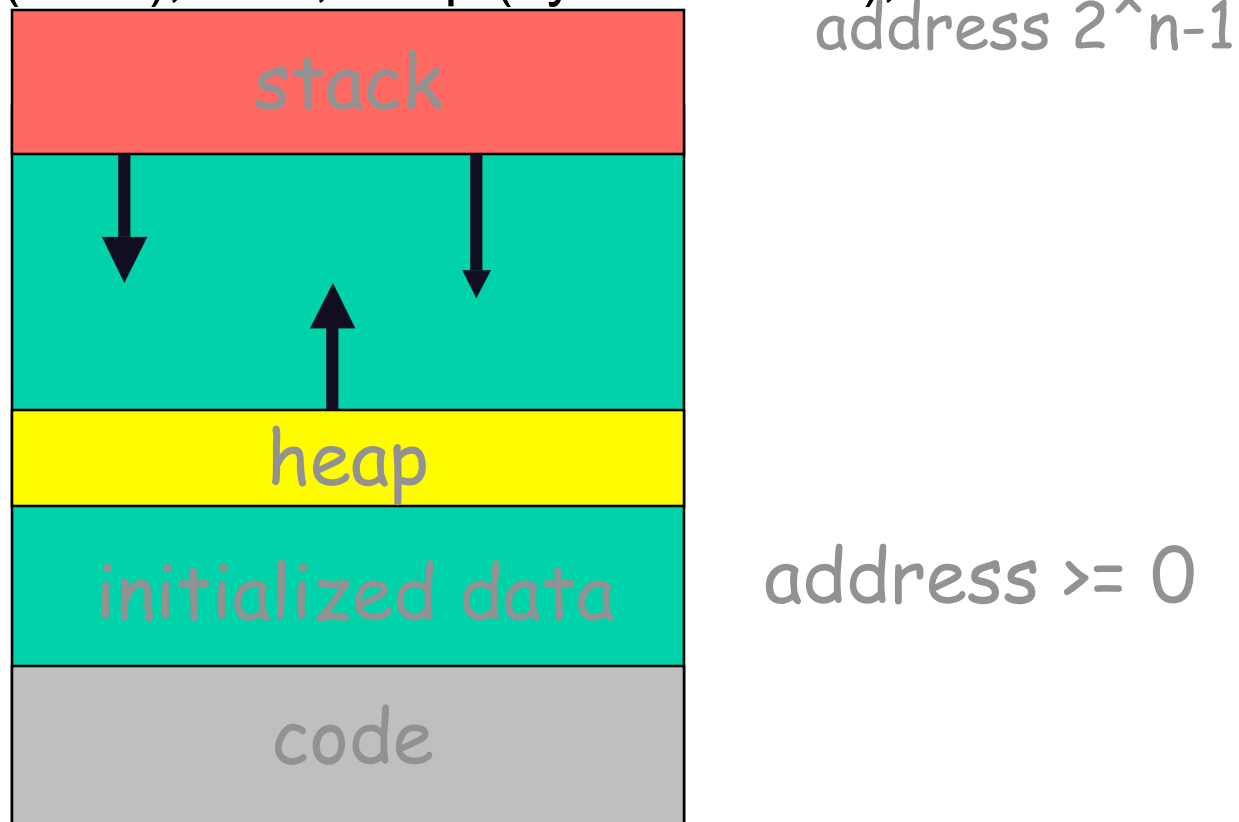 address 2^n-1
stack
heap
initialized data
address >= 0
code